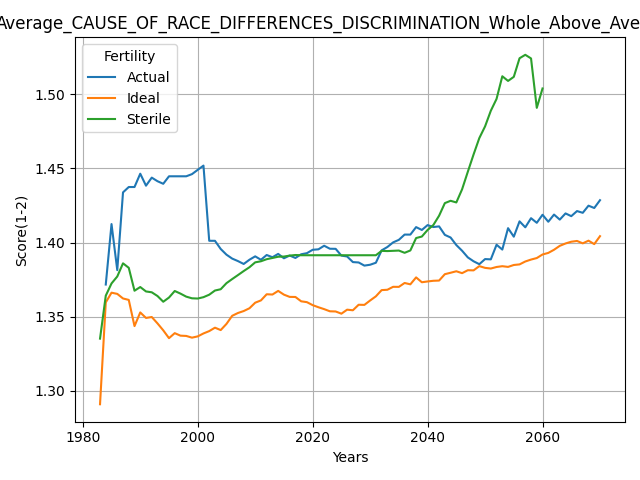 Average_CAUSE_OF_RACE_DIFFERENCES_DISCRIMINATION_Whole_Above_Ave
Fertility
Actual
Ideal
Sterile
Score(1-2)
1.50
1.45
1.40
1.35
1.30
1980
2000
2020
2040
2060
Years